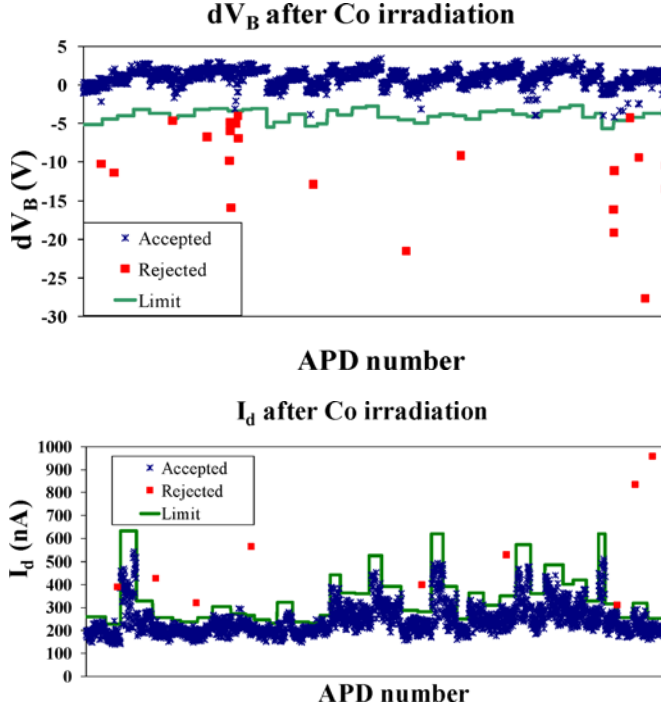 dV_B after Co irradiation
5
0
-5
-10
-15
-20
-25
-30
dV_B (V)
Accepted
Rejected
Limit
APD number
I_d after Co irradiation
1000
900
800
700
600
500
400
300
200
100
0
I_d (nA)
Accepted
Rejected
Limit
APD number